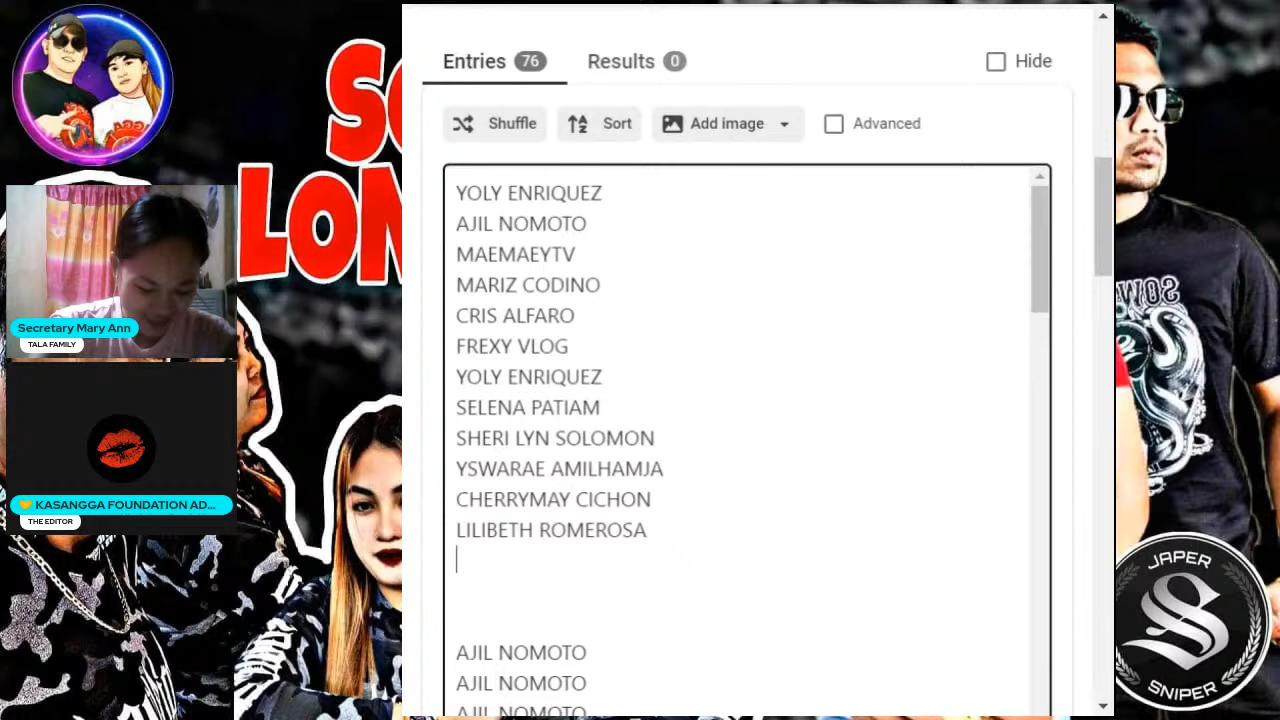 Entries 76 Results 0 Hide
Shuffle Sort Add image Advanced
YOLY ENRIQUEZ
AJIL NOMOTO
MAEMAEYTV
MARIZ CODINO
CRIS ALFARO
FREXY VLOG
YOLY ENRIQUEZ
SELENA PATIAM
SHERI LYN SOLOMON
YSWARAE AMILHAMJA
CHERRYMAY CICHON
LILIBETH ROMEROSA
AJIL NOMOTO
AJIL NOMOTO
AJIL NOMOTO
Secretary Mary Ann
TALA FAMILY
KASANGGA FOUNDATION AD...
THE EDITOR
JAPER
S
SNIPER